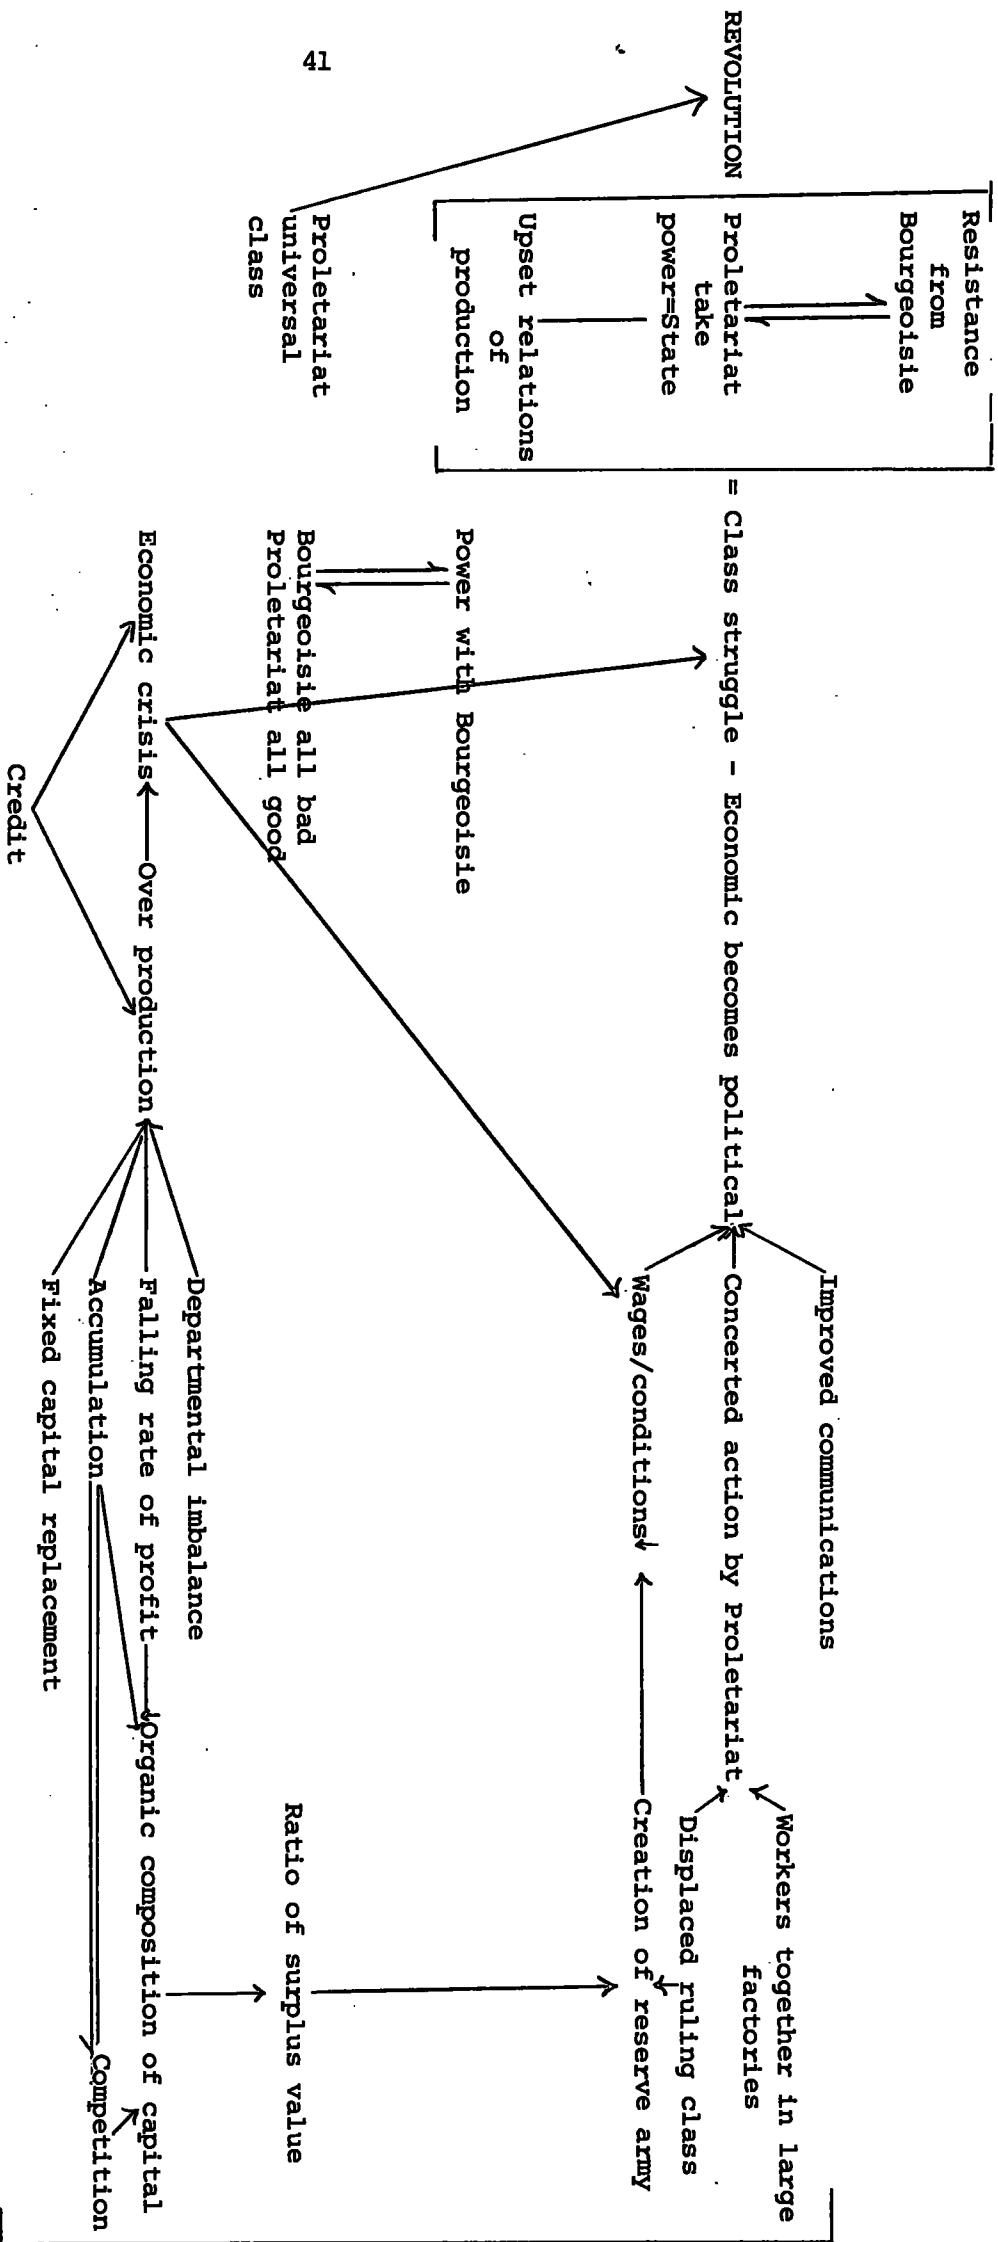 41
REVOLUTION
Resistance
from
Bourgeoisie
Proletariat
take
power=State
Upset relations
of
production
Proletariat
universal
class
= Class struggle - Economic becomes political
Power with Bourgeoisie
Bourgeoisie all bad
Proletariat all good
Economic crisis
Over production
Credit
Improved communications
Concerted action by Proletariat
Wages/conditions
Workers together in large
factories
Displaced ruling class
Creation of reserve army
Ratio of surplus value
Departmental imbalance
Falling rate of profit
Organic composition of capital
Accumulation
Competition
Fixed capital replacement